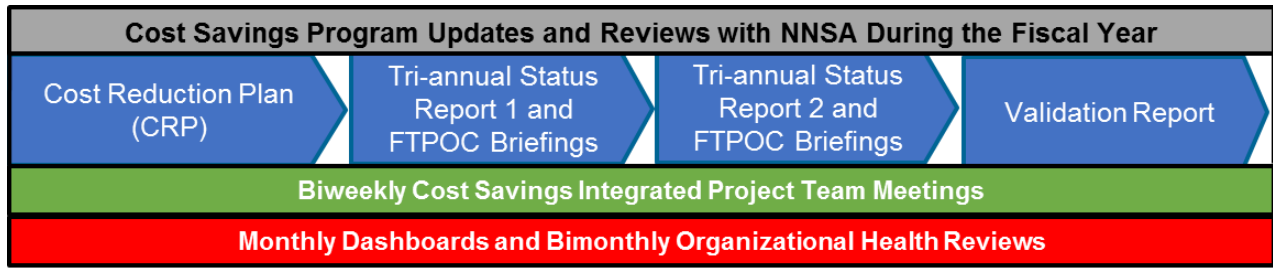 Cost Savings Program Updates and Reviews with NNSA During the Fiscal Year
Cost Reduction Plan
(CRP)
Tri-annual Status
Report 1 and
FTPOC Briefings
Tri-annual Status
Report 2 and
FTPOC Briefings
Validation Report
Biweekly Cost Savings Integrated Project Team Meetings
Monthly Dashboards and Bimonthly Organizational Health Reviews